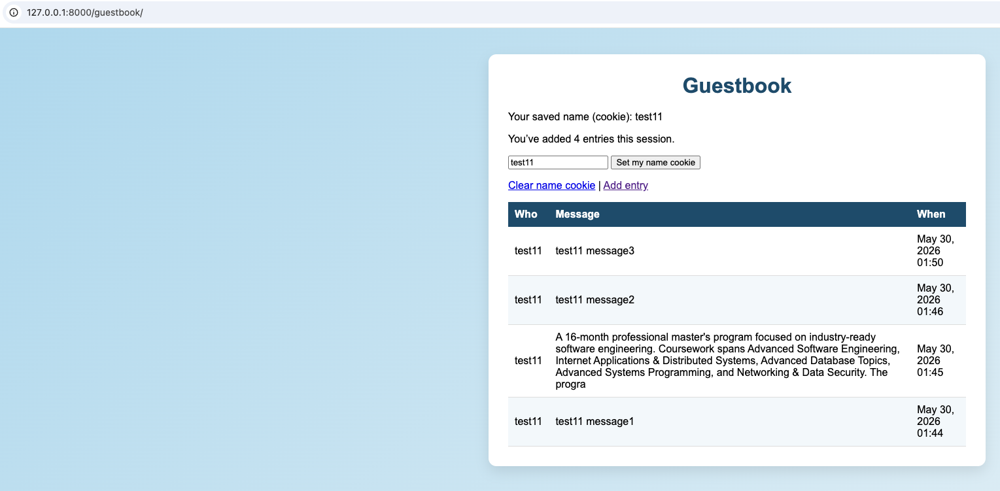 127.0.0.1:8000/guestbook/
Guestbook
Your saved name (cookie): test11
You’ve added 4 entries this session.
test11 Set my name cookie
Clear name cookie | Add entry
Who Message When
test11 test11 message3 May 30, 2026 01:50
test11 test11 message2 May 30, 2026 01:46
test11
A 16-month professional master's program focused on industry-ready
software engineering. Coursework spans Advanced Software Engineering,
Internet Applications & Distributed Systems, Advanced Database Topics,
Advanced Systems Programming, and Networking & Data Security. The
progra
May 30, 2026 01:45
test11 test11 message1 May 30, 2026 01:44